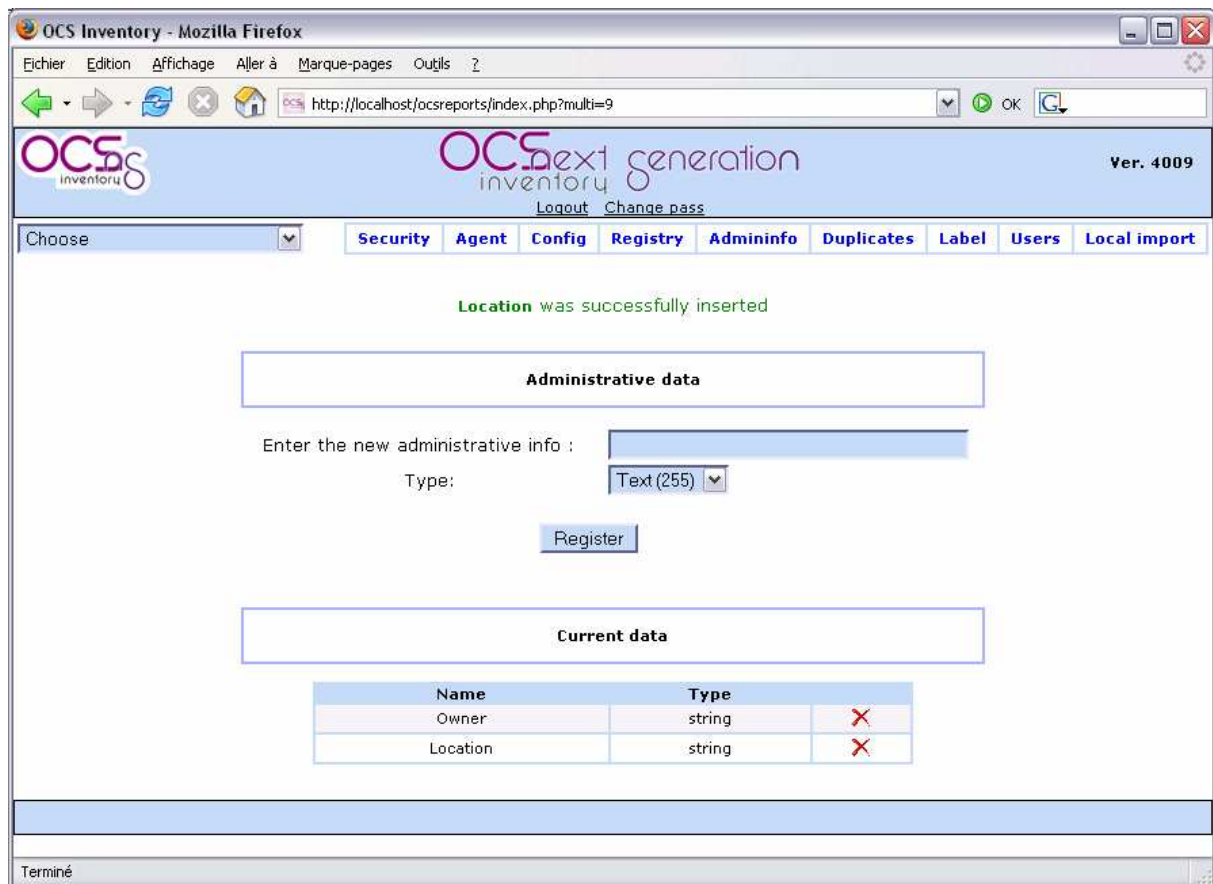 OCS Inventory - Mozilla Firefox
Fichier Edition Affichage Aller à Marque-pages Outils ?
http://localhost/ocsreports/index.php?multi=9 OK G
OCS ng inventory
OCS next generation inventory
Ver. 4009
Logout Change pass
Choose Security Agent Config Registry Admininfo Duplicates Label Users Local import
Location was successfully inserted
Administrative data
Enter the new administrative info :
Type: Text (255)
Register
Current data
Name Type
Owner string
Location string
Terminé